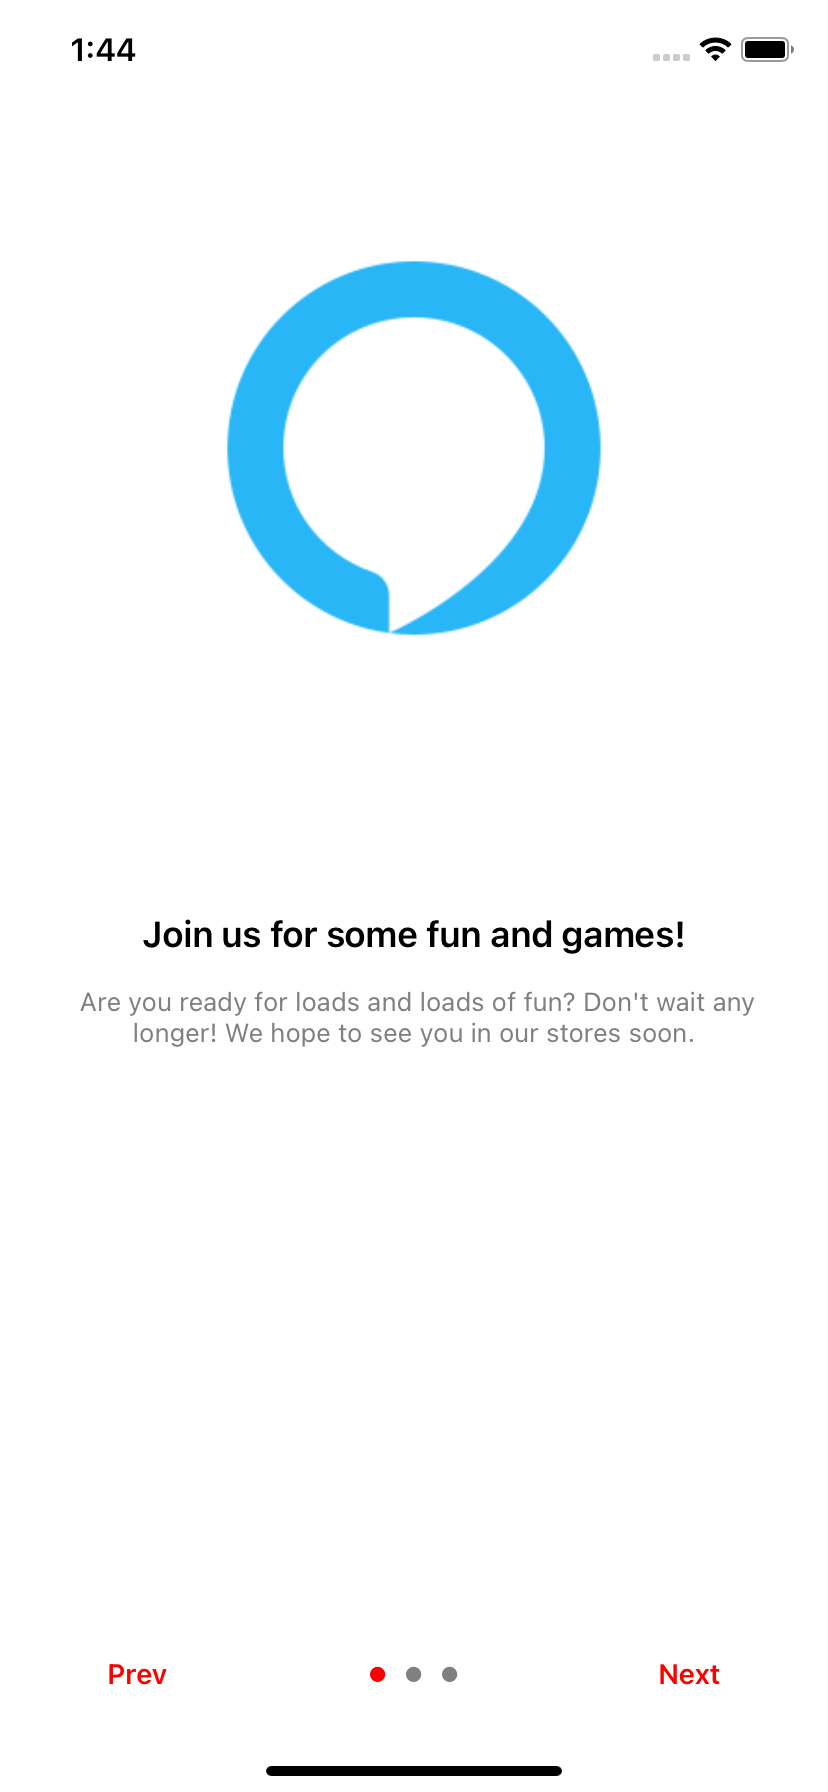 1:44
Join us for some fun and games!
Are you ready for loads and loads of fun? Don't wait any
longer! We hope to see you in our stores soon.
Prev
Next